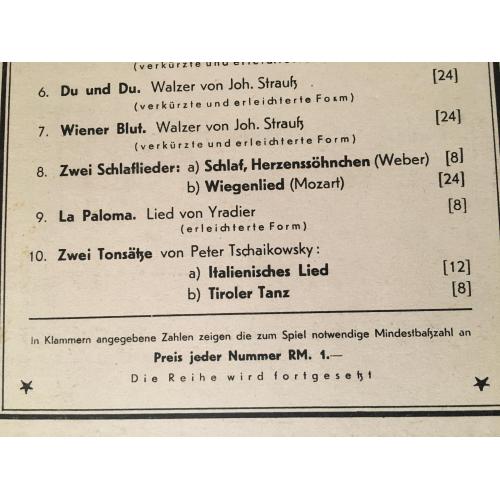 (verkürzte und erleichterte Form)
6. Du und Du. Walzer von Joh. Strauß [24]
(verkürzte und erleichterte Form)
7. Wiener Blut. Walzer von Joh. Strauß [24]
(verkürzte und erleichterte Form)
8. Zwei Schlaflieder: a) Schlaf, Herzenssöhnchen (Weber) [8]
b) Wiegenlied (Mozart) [24]
9. La Paloma. Lied von Yradier [8]
(erleichterte Form)
10. Zwei Tonsätze von Peter Tschaikowsky:
a) Italienisches Lied [12]
b) Tiroler Tanz [8]
In Klammern angegebene Zahlen zeigen die zum Spiel notwendige Mindestbaßzahl an
Preis jeder Nummer RM. 1.—
Die Reihe wird fortgesetzt